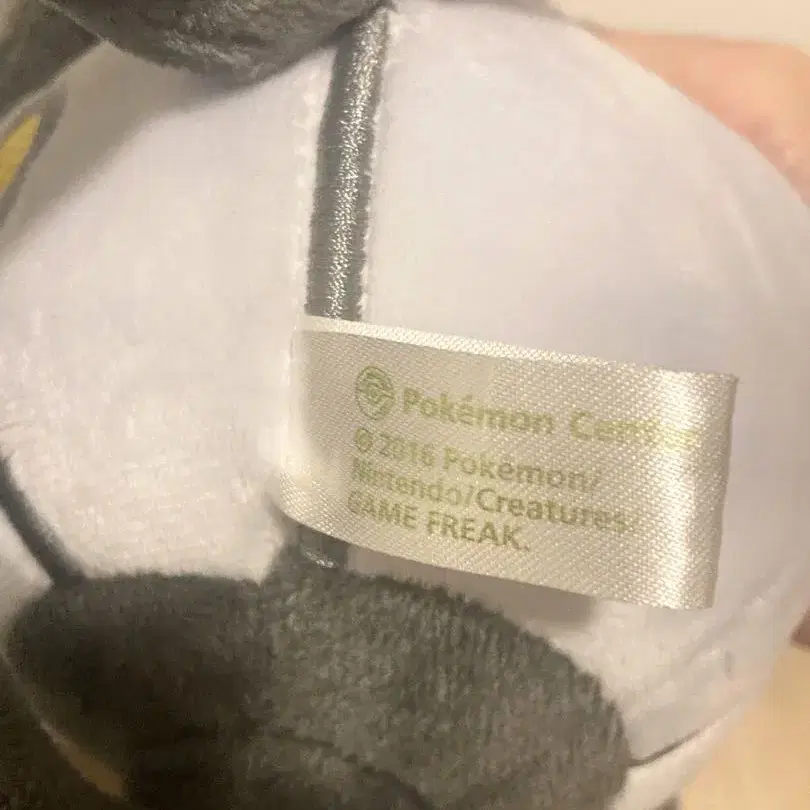 Pokémon Center
© 2016 Pokémon/
Nintendo/Creatures/
GAME FREAK.